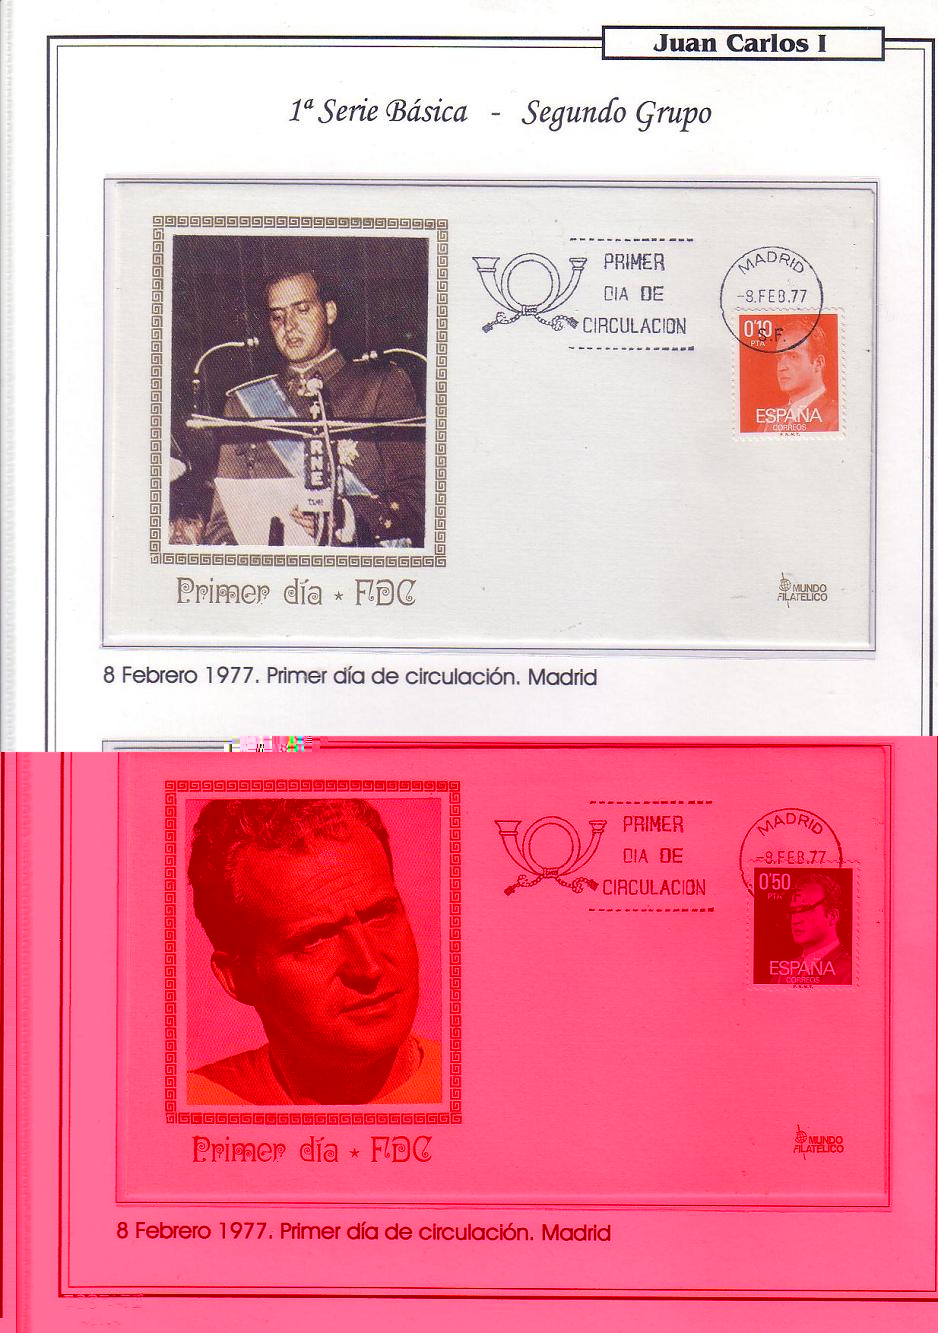 Juan Carlos I
1ª Serie Básica - Segundo Grupo
PRIMER
DIA DE
CIRCULACION
MADRID
-8.FEB.77
S.F.
0'10
PTA
ESPAÑA
CORREOS
F.N.M.T.
RNE
tve
Primer día ★ FDC
MUNDO
FILATELICO
8 Febrero 1977. Primer día de circulación. Madrid
PRIMER
DIA DE
CIRCULACION
MADRID
-8.FEB.77
0'50
PTA
ESPAÑA
CORREOS
F.N.M.T.
Primer día ★ FDC
MUNDO
FILATELICO
8 Febrero 1977. Primer día de circulación. Madrid